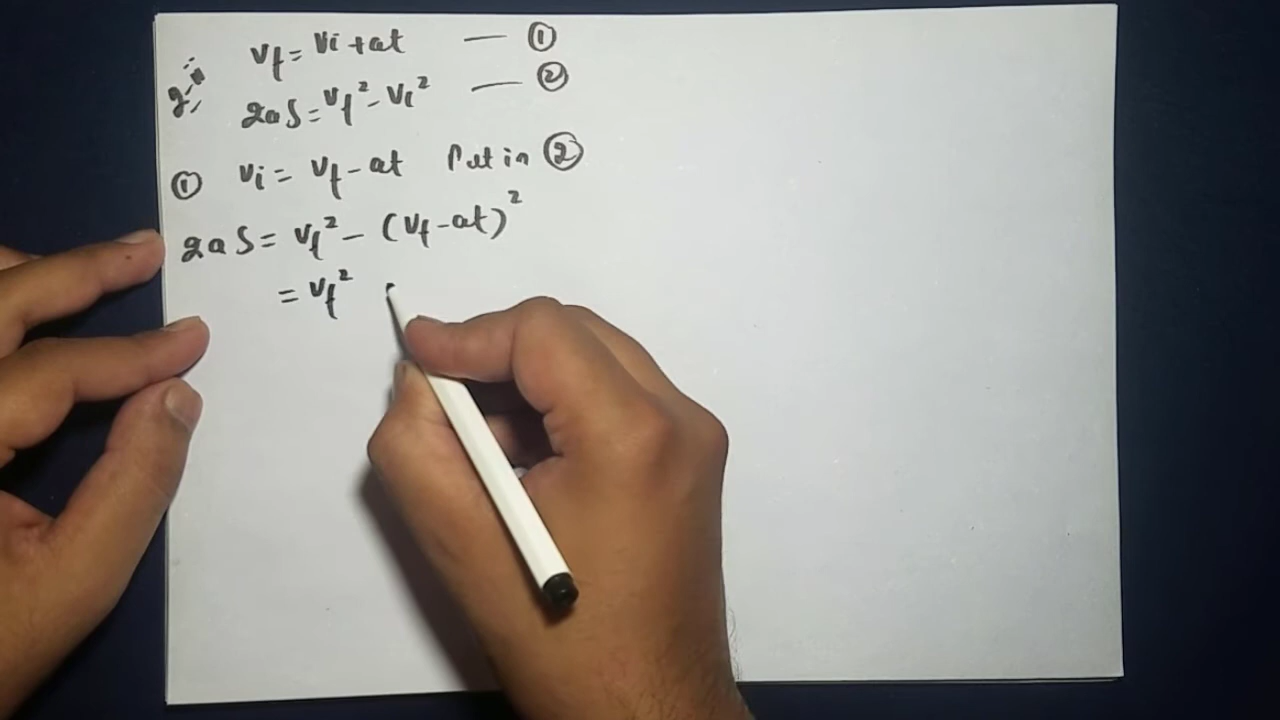 vf = vi + at — ①
2aS = vf² - vi² — ②
① vi = vf - at Put in ②
2aS = vf² - (vf - at)²
= vf²